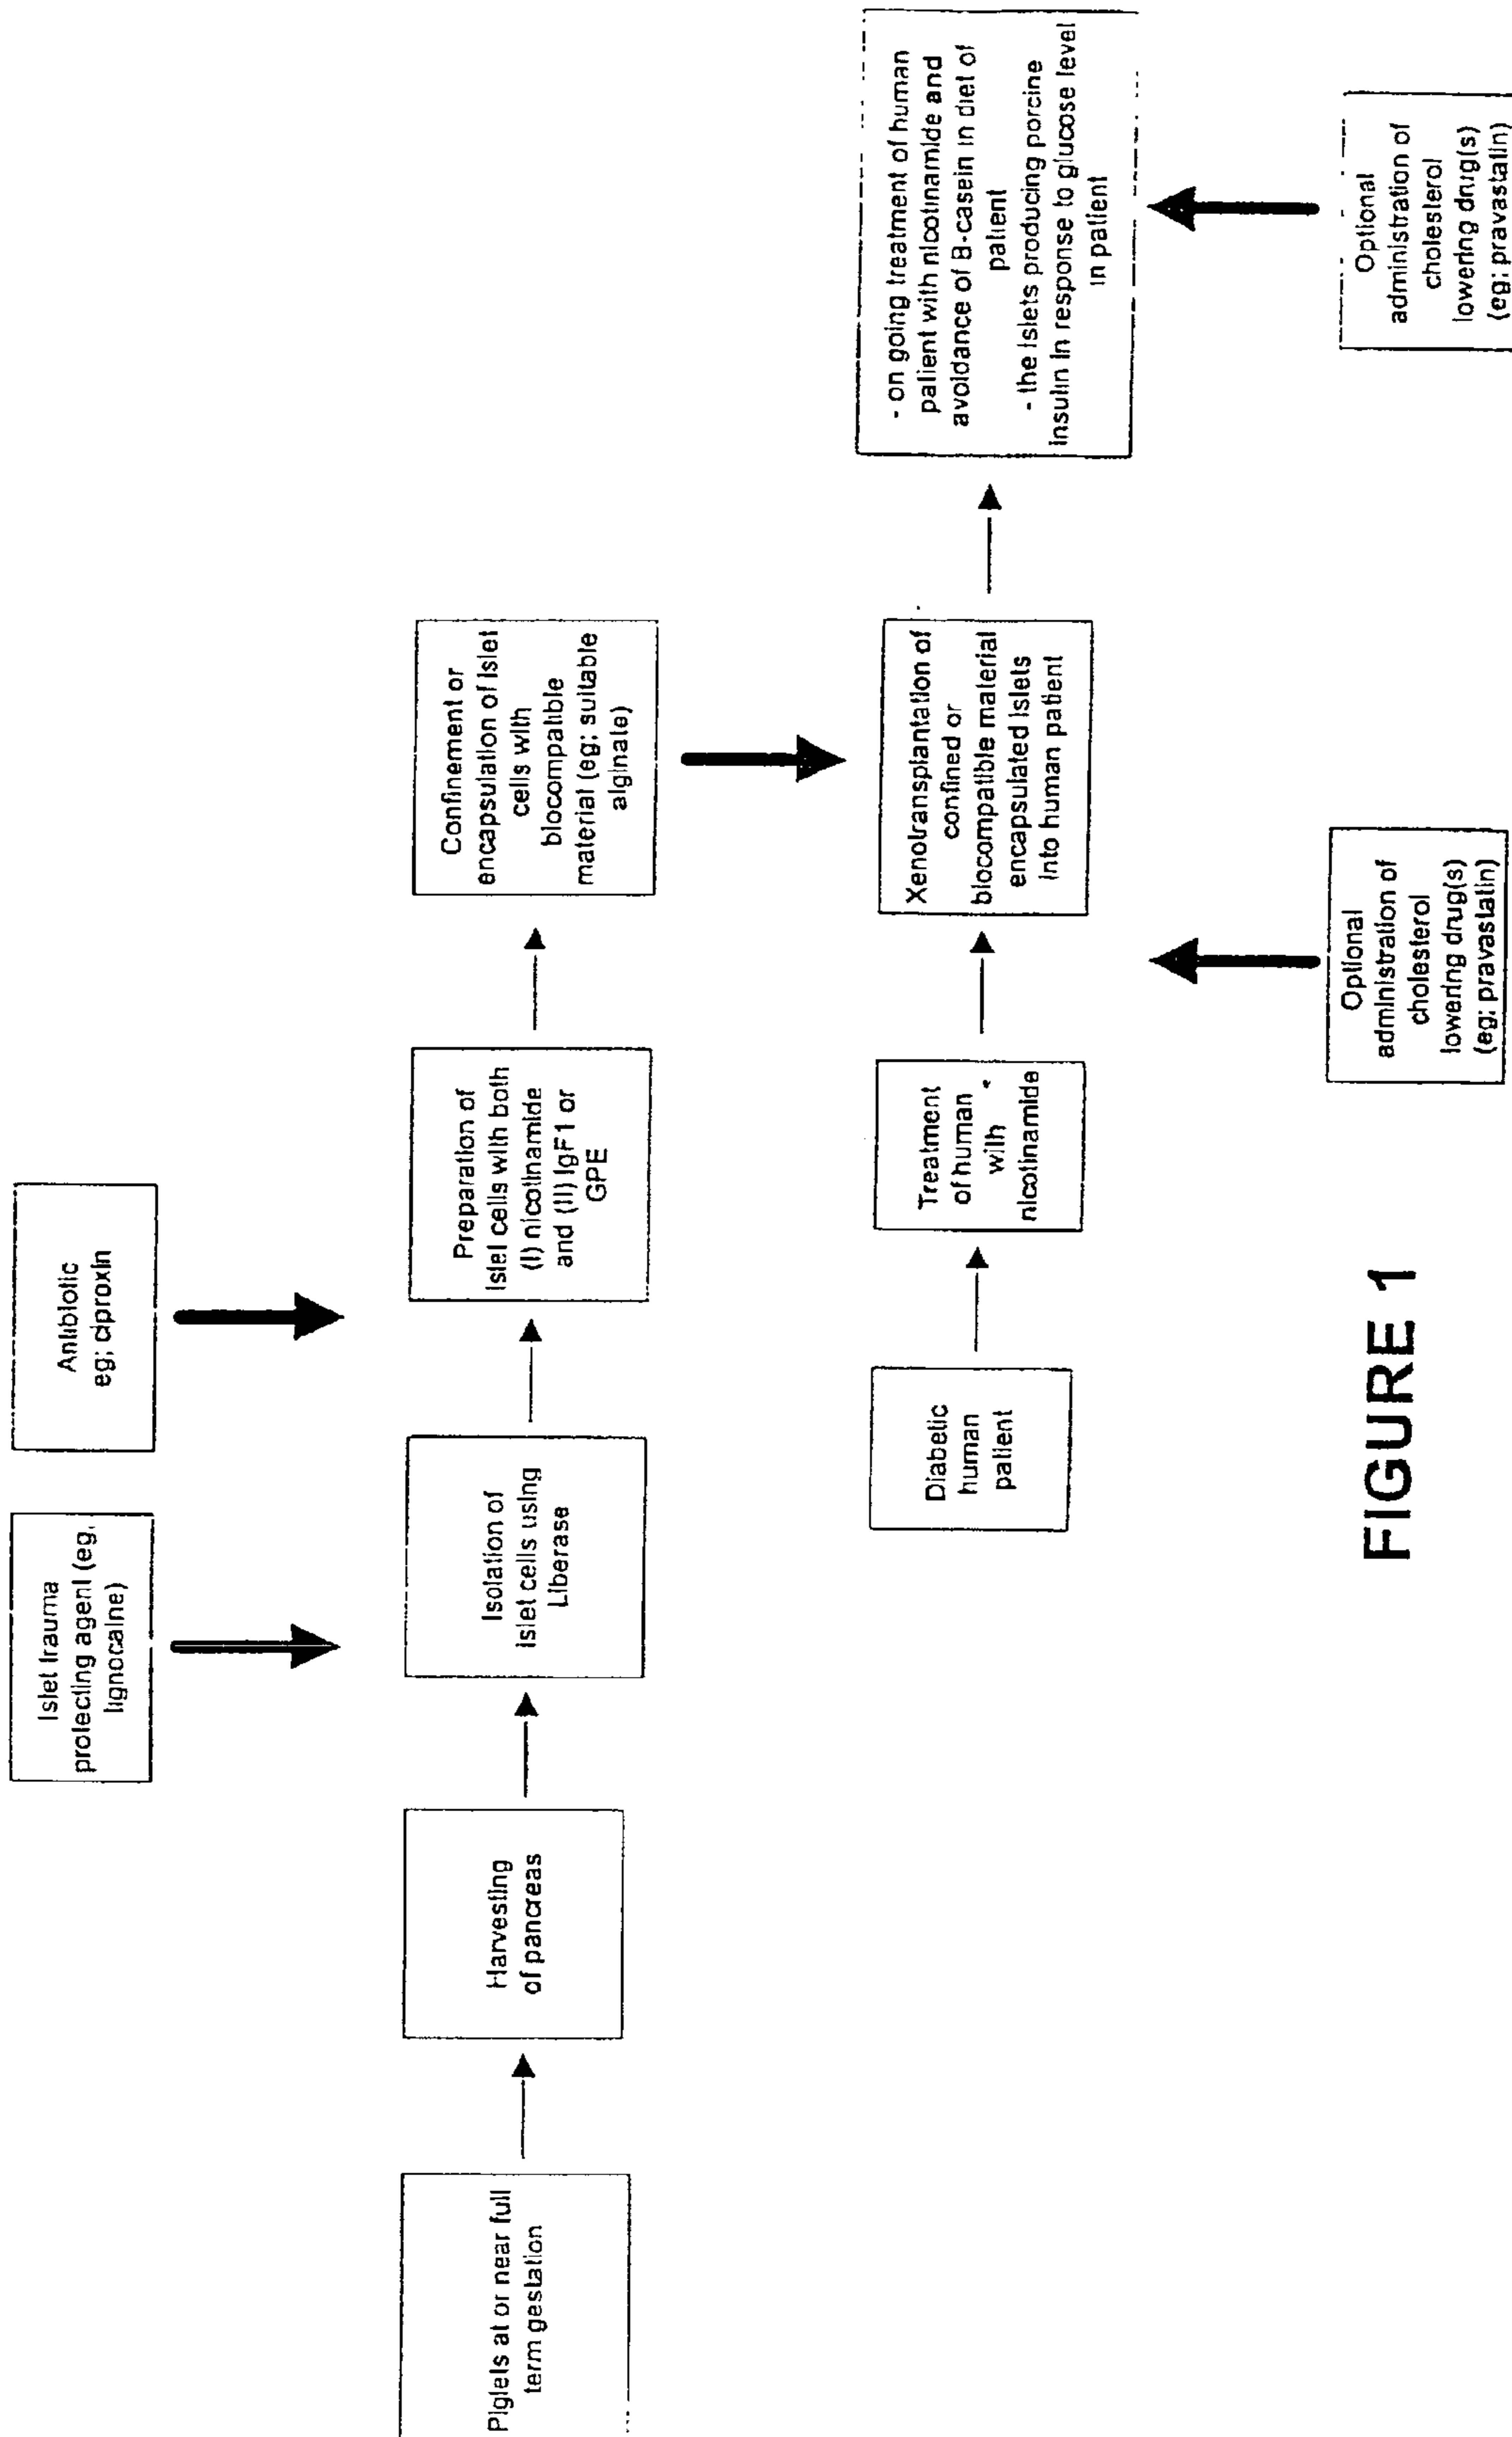 Islet trauma
protecting agent (eg.
lignocaine)
Antibiotic
eg; ciproxin
Piglets at or near full
term gestation
Harvesting
of pancreas
Isolation of
islet cells using
Liberase
Preparation of
Islet cells with both
(I) nicotinamide
and (II) IgF1 or
GPE
Confinement or
encapsulation of islet
cells with
biocompatible
material (eg; suitable
alginate)
Diabetic
human
patient
Treatment
of human
with
nicotinamide
Xenotransplantation of
confined or
biocompatible material
encapsulated islets
into human patient
- on going treatment of human
patient with nicotinamide and
avoidance of B-casein in diet of
patient
- the islets producing porcine
insulin in response to glucose level
in patient
Optional
administration of
cholesterol
lowering drug(s)
(eg; pravastatin)
Optional
administration of
cholesterol
lowering drug(s)
(eg; pravastatin)
FIGURE 1